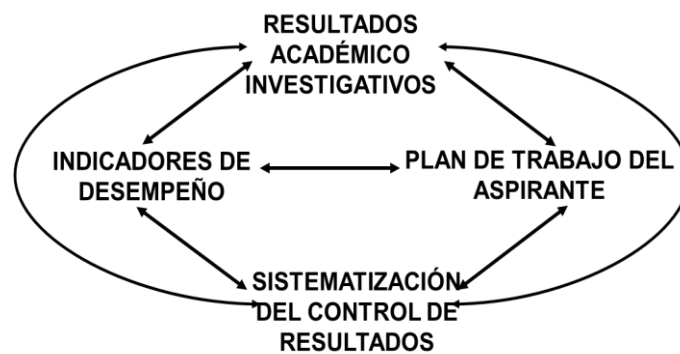 RESULTADOS
ACADÉMICO
INVESTIGATIVOS
INDICADORES DE
DESEMPEÑO
PLAN DE TRABAJO DEL
ASPIRANTE
SISTEMATIZACIÓN
DEL CONTROL DE
RESULTADOS